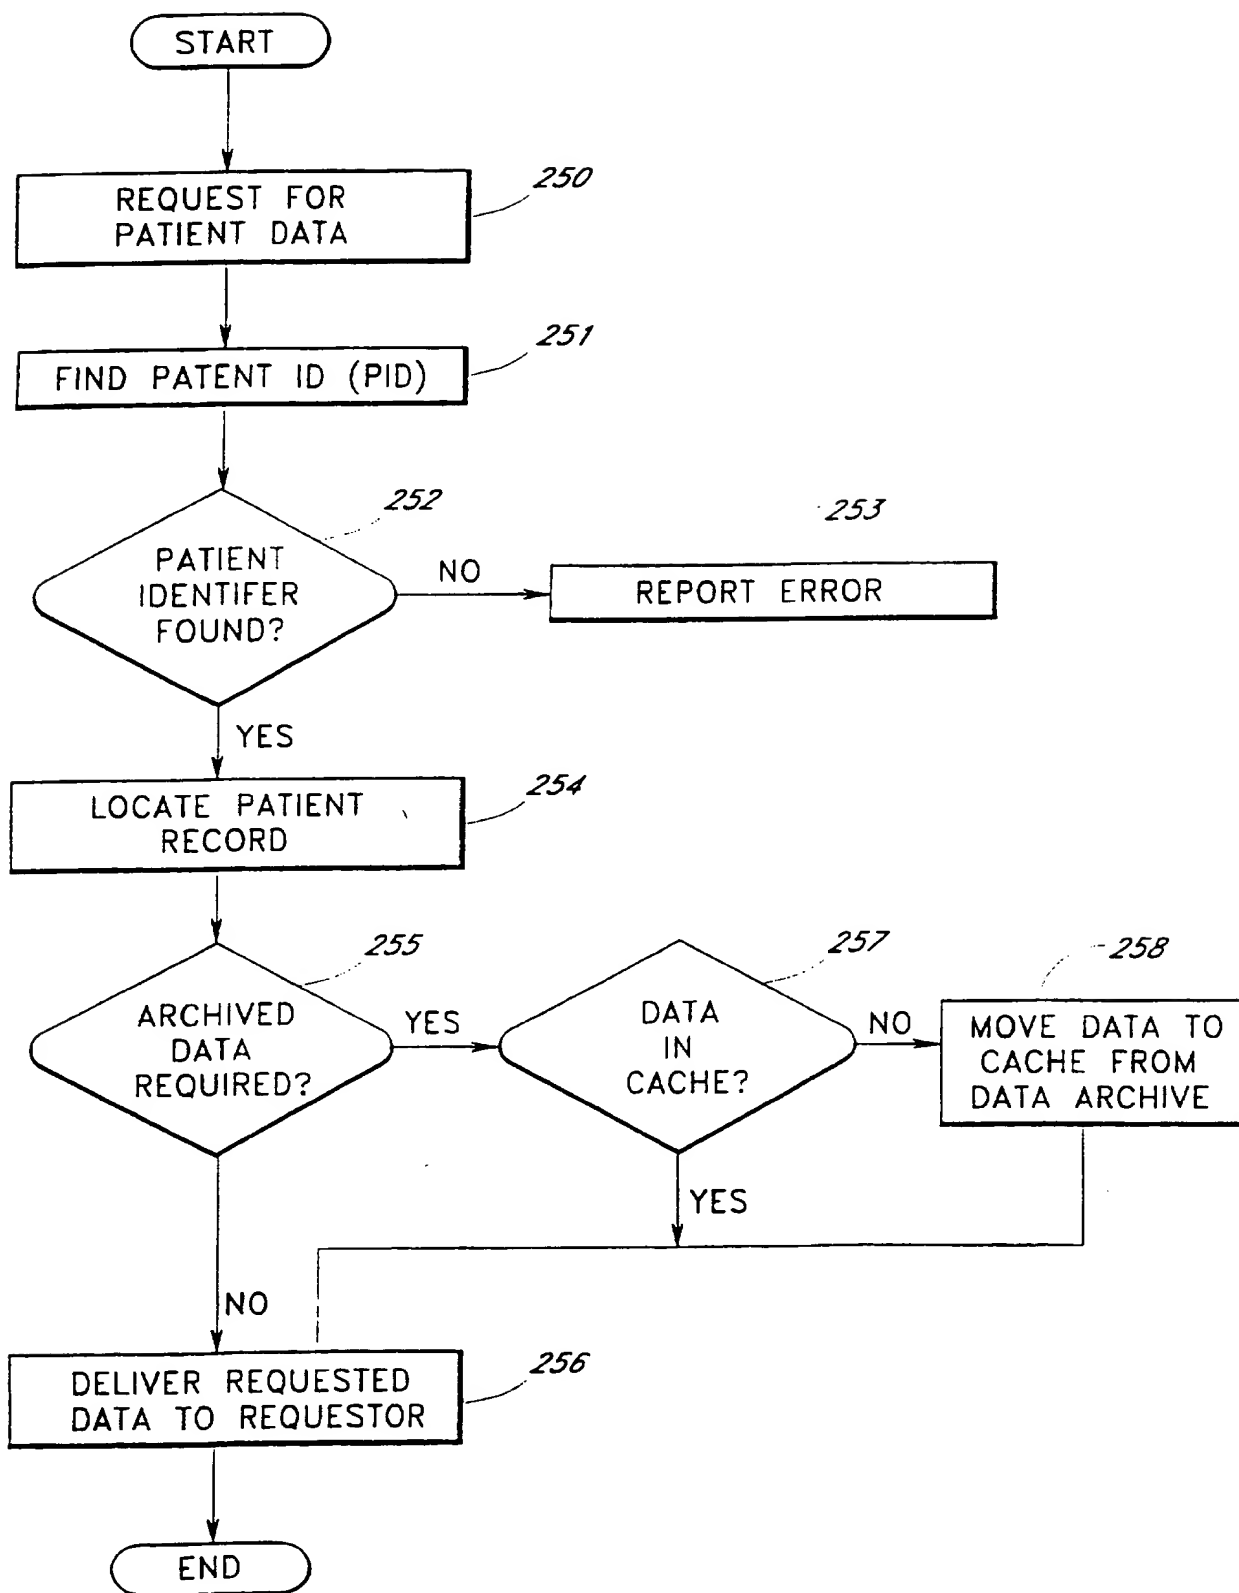 START
250
REQUEST FOR
PATIENT DATA
251
FIND PATENT ID (PID)
252
PATIENT
IDENTIFER
FOUND?
NO
253
REPORT ERROR
YES
254
LOCATE PATIENT
RECORD
255
ARCHIVED
DATA
REQUIRED?
YES
257
DATA
IN
CACHE?
NO
258
MOVE DATA TO
CACHE FROM
DATA ARCHIVE
YES
NO
256
DELIVER REQUESTED
DATA TO REQUESTOR
END